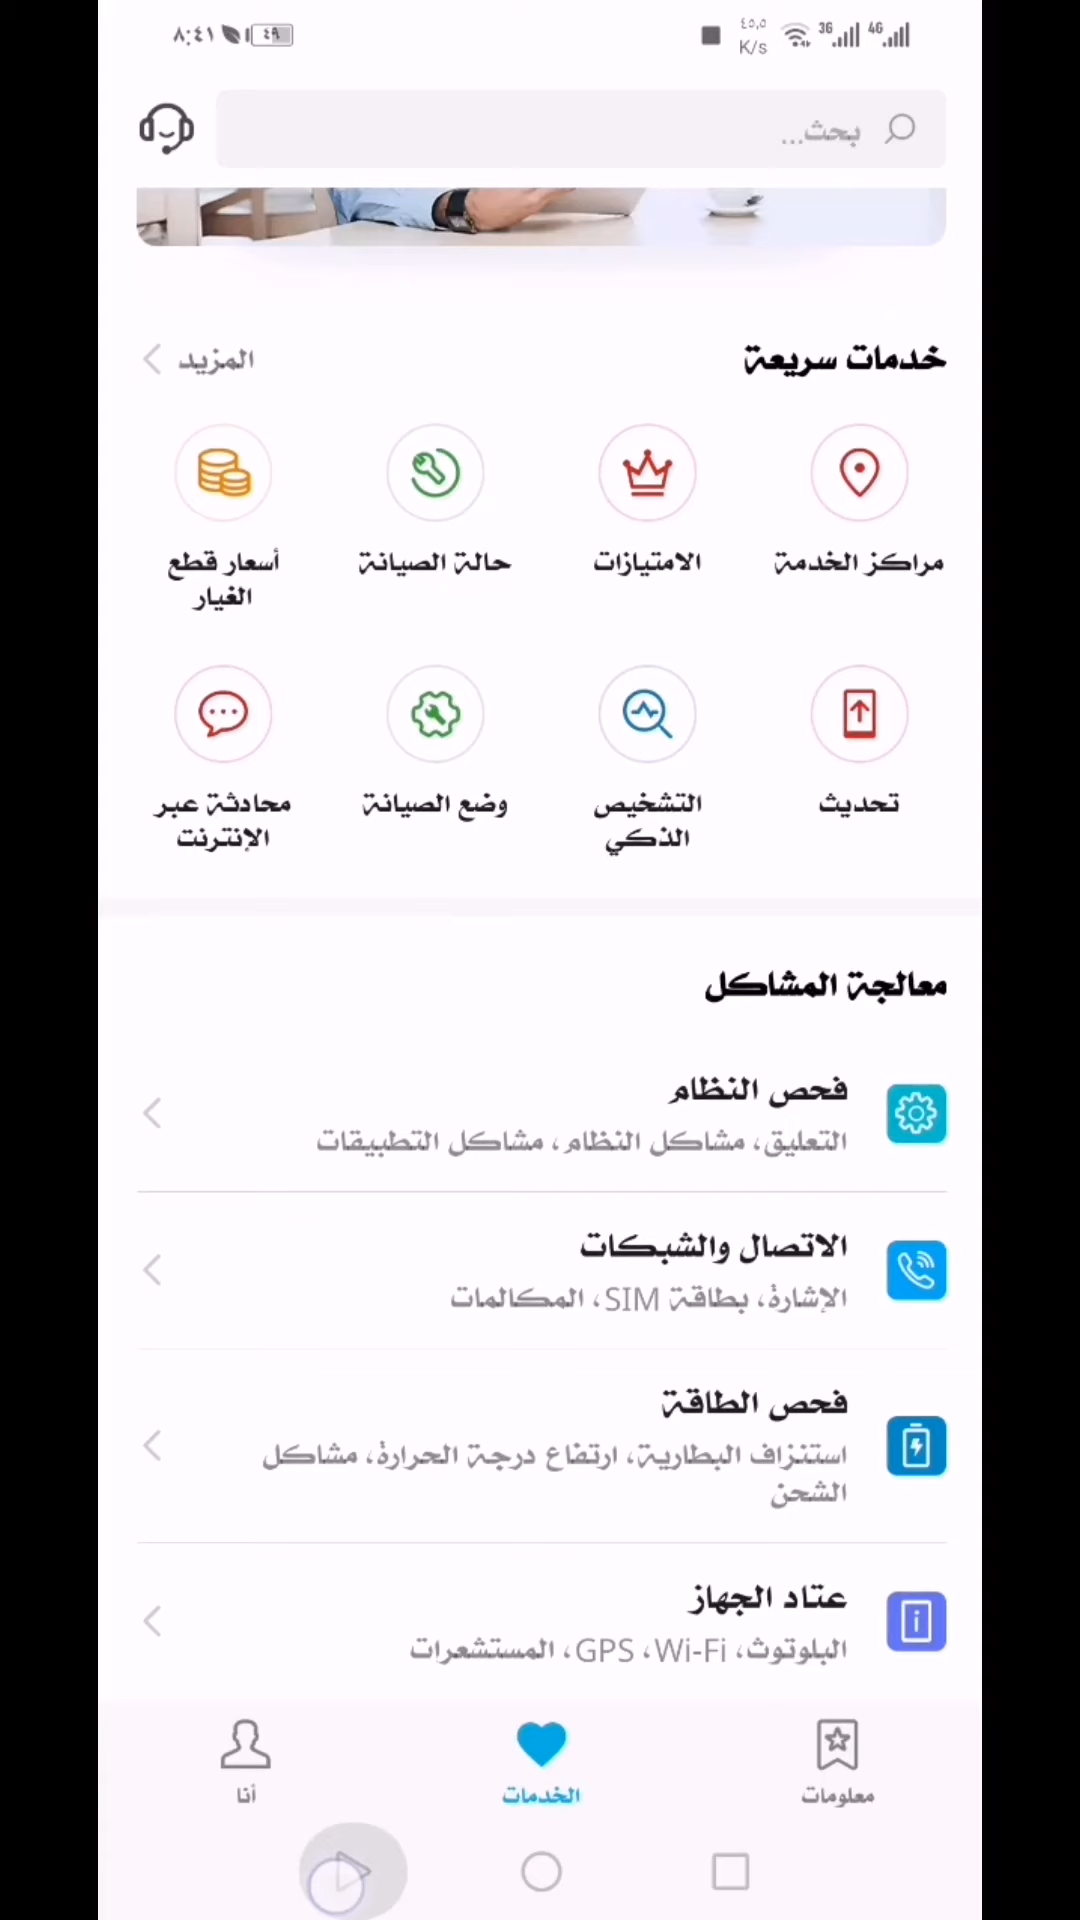 ٨:٤١
٤٩
٤٥,٥
K/s
3G
4G
بحث...
خدمات سريعة
المزيد
مراكز الخدمة
الامتيازات
حالة الصيانة
أسعار قطع
الغيار
تحديث
التشخيص
الذكي
وضع الصيانة
محادثة عبر
الإنترنت
معالجة المشاكل
فحص النظام
التعليق، مشاكل النظام، مشاكل التطبيقات
الاتصال والشبكات
الإشارة، بطاقة SIM، المكالمات
فحص الطاقة
استنزاف البطارية، ارتفاع درجة الحرارة، مشاكل
الشحن
عتاد الجهاز
البلوتوث، Wi-Fi، GPS، المستشعرات
معلومات
الخدمات
أنا